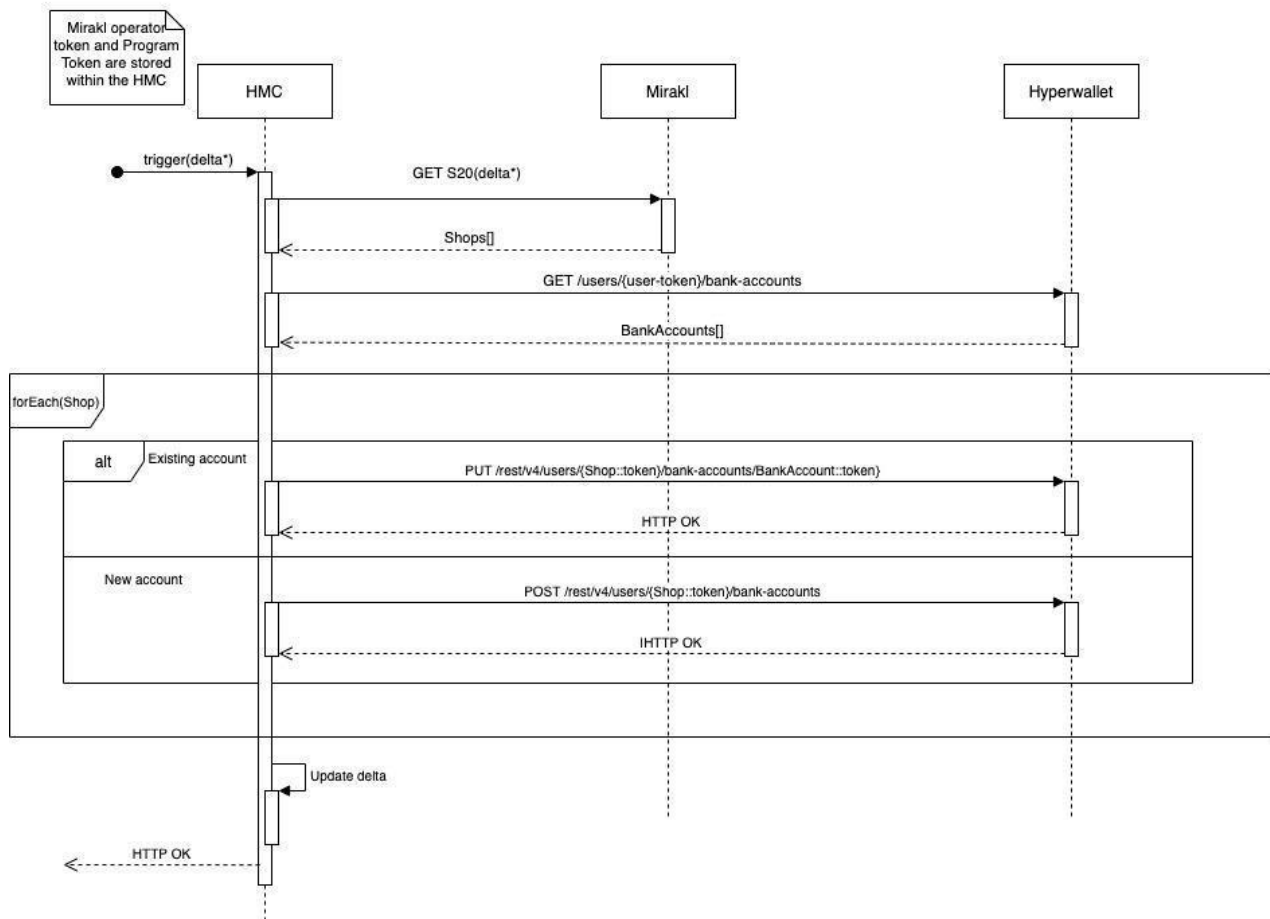 Mirakl operator
token and Program
Token are stored
within the HMC
HMC
Mirakl
Hyperwallet
trigger(delta*)
GET S20(delta*)
Shops[]
GET /users/{user-token}/bank-accounts
BankAccounts[]
forEach(Shop)
alt
Existing account
PUT /rest/v4/users/{Shop::token}/bank-accounts/BankAccount::token}
HTTP OK
New account
POST /rest/v4/users/{Shop::token}/bank-accounts
IHTTP OK
Update delta
HTTP OK